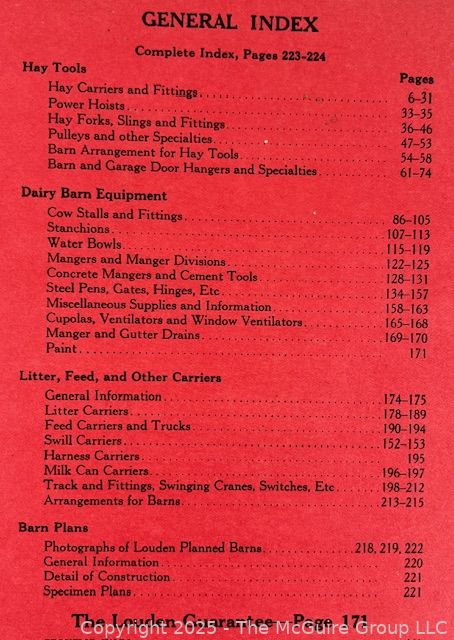 GENERAL INDEX
Complete Index, Pages 223-224
Hay Tools
Pages
Hay Carriers and Fittings 6-31
Power Hoists 33-35
Hay Forks, Slings and Fittings 36-46
Pulleys and other Specialties 47-53
Barn Arrangement for Hay Tools 54-58
Barn and Garage Door Hangers and Specialties 61-74
Dairy Barn Equipment
Cow Stalls and Fittings 86-105
Stanchions 107-113
Water Bowls 115-119
Mangers and Manger Divisions 122-125
Concrete Mangers and Cement Tools 128-131
Steel Pens, Gates, Hinges, Etc 134-157
Miscellaneous Supplies and Information 158-163
Cupolas, Ventilators and Window Ventilators 165-168
Manger and Gutter Drains 169-170
Paint 171
Litter, Feed, and Other Carriers
General Information 174-175
Litter Carriers 178-189
Feed Carriers and Trucks 190-194
Swill Carriers 152-153
Harness Carriers 195
Milk Can Carriers 196-197
Track and Fittings, Swinging Cranes, Switches, Etc 198-212
Arrangements for Barns 213-215
Barn Plans
Photographs of Louden Planned Barns 218, 219, 222
General Information 220
Detail of Construction 221
Specimen Plans 221
The Louden Guarantee—Page 171
Copyright 2025 - The McGuire Group LLC